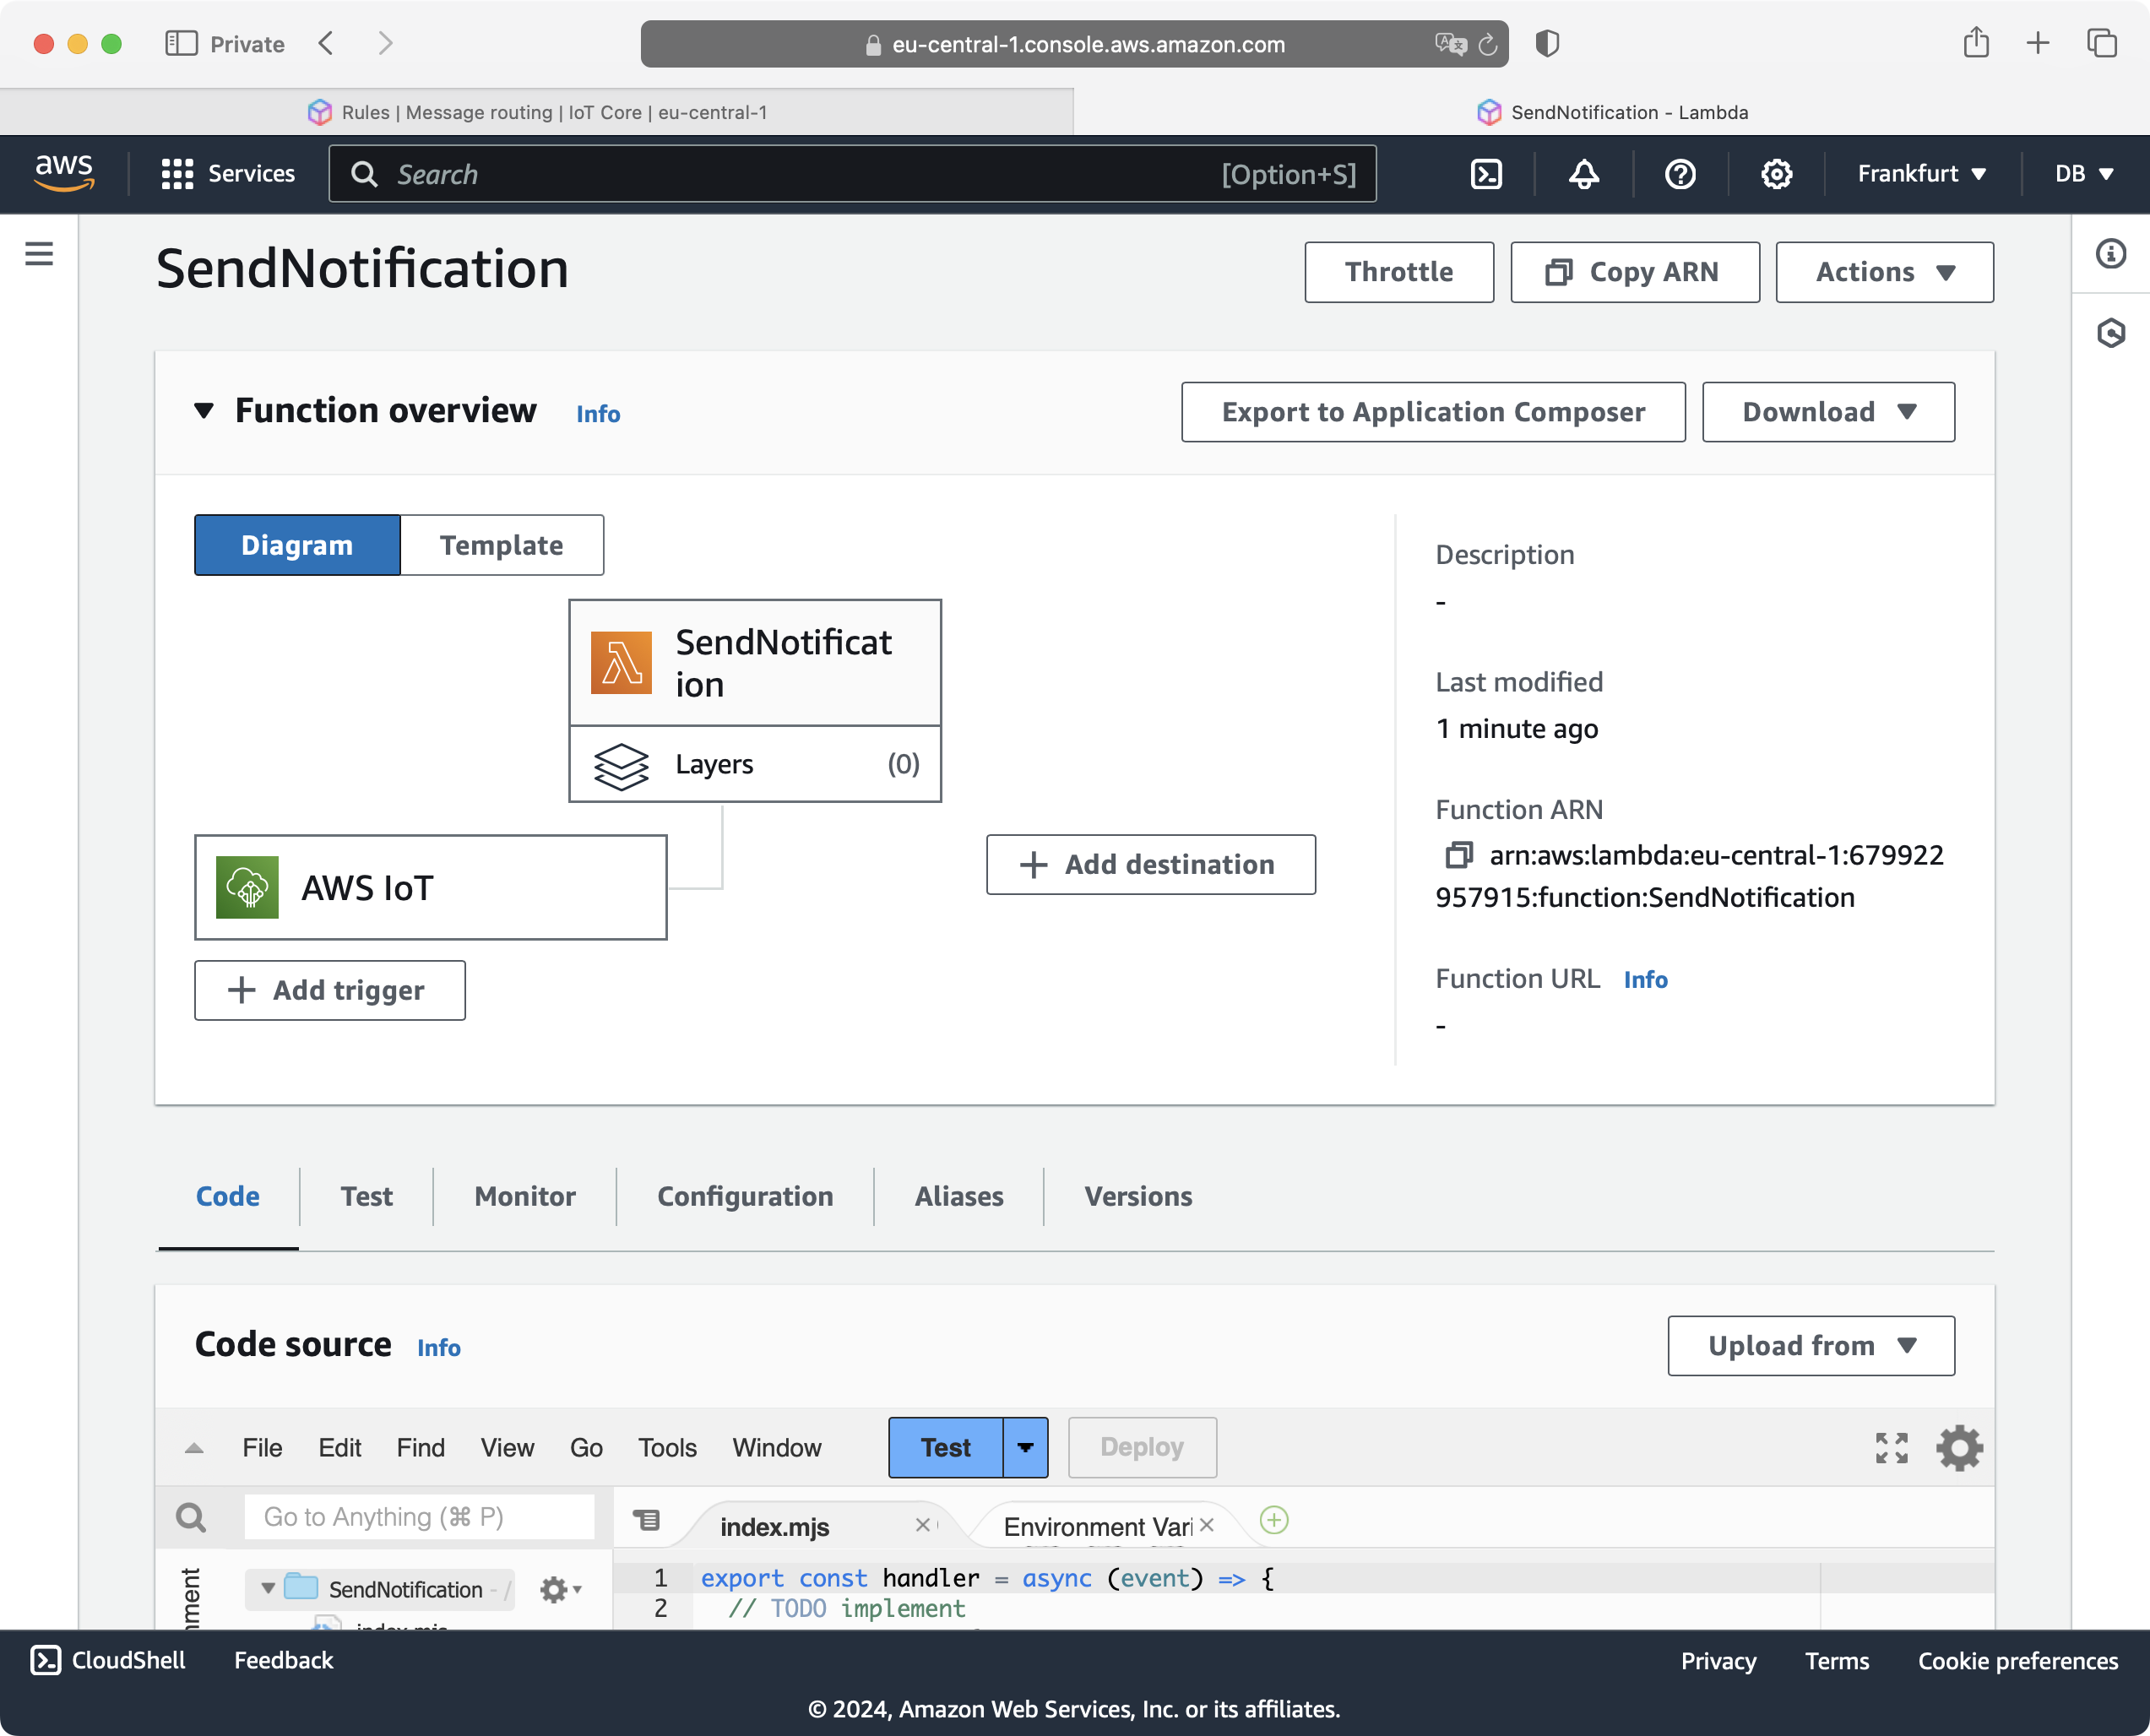 Private
eu-central-1.console.aws.amazon.com
Rules | Message routing | IoT Core | eu-central-1
SendNotification - Lambda
aws
Services
Search
[Option+S]
Frankfurt
DB
SendNotification
Throttle
Copy ARN
Actions
Function overview
Info
Export to Application Composer
Download
Diagram
Template
SendNotificat
ion
Layers
(0)
AWS IoT
Add trigger
Add destination
Description
-
Last modified
1 minute ago
Function ARN
arn:aws:lambda:eu-central-1:679922
957915:function:SendNotification
Function URL
Info
-
Code
Test
Monitor
Configuration
Aliases
Versions
Code source
Info
Upload from
File
Edit
Find
View
Go
Tools
Window
Test
Deploy
Go to Anything (⌘ P)
index.mjs
Environment Vari
SendNotification - /
index.mjs
1 export const handler = async (event) => {
2 // TODO implement
CloudShell
Feedback
Privacy
Terms
Cookie preferences
© 2024, Amazon Web Services, Inc. or its affiliates.